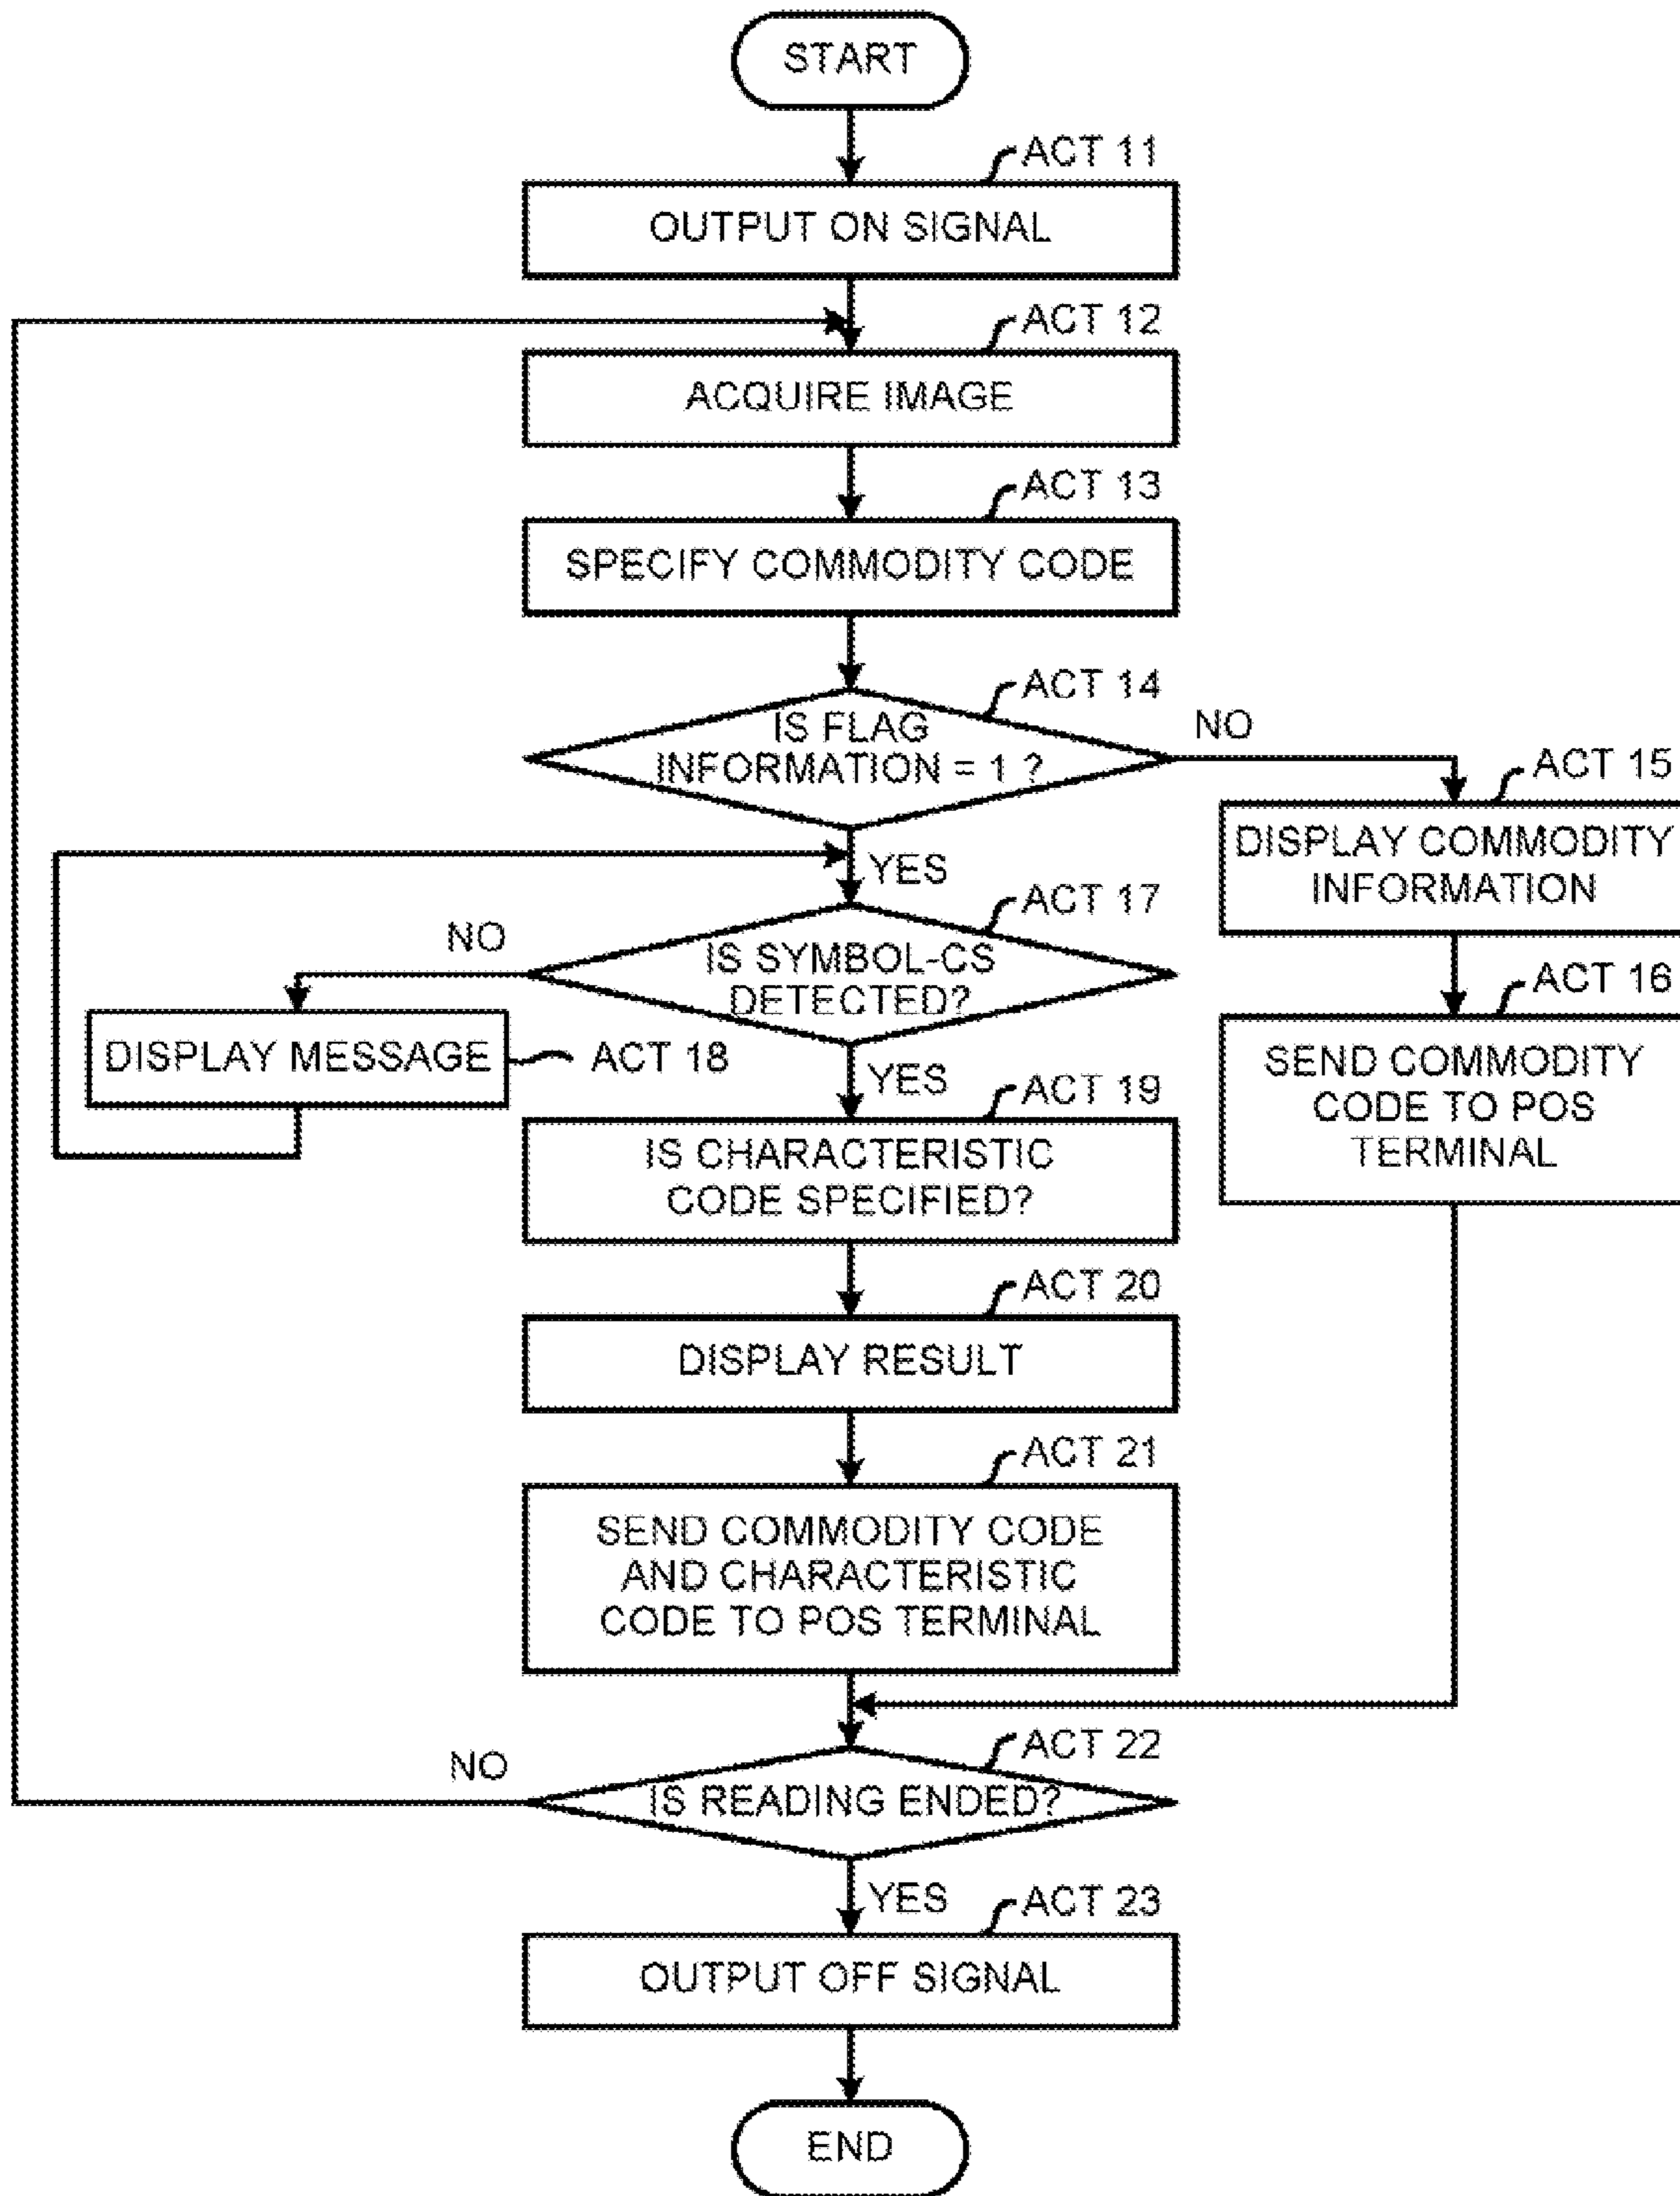 START
ACT 11
OUTPUT ON SIGNAL
ACT 12
ACQUIRE IMAGE
ACT 13
SPECIFY COMMODITY CODE
ACT 14
IS FLAG
INFORMATION = 1 ?
NO
ACT 15
DISPLAY COMMODITY
INFORMATION
YES
ACT 16
SEND COMMODITY
CODE TO POS
TERMINAL
ACT 17
IS SYMBOL-CS
DETECTED?
NO
DISPLAY MESSAGE
ACT 18
YES
ACT 19
IS CHARACTERISTIC
CODE SPECIFIED?
ACT 20
DISPLAY RESULT
ACT 21
SEND COMMODITY CODE
AND CHARACTERISTIC
CODE TO POS TERMINAL
ACT 22
IS READING ENDED?
NO
YES
ACT 23
OUTPUT OFF SIGNAL
END